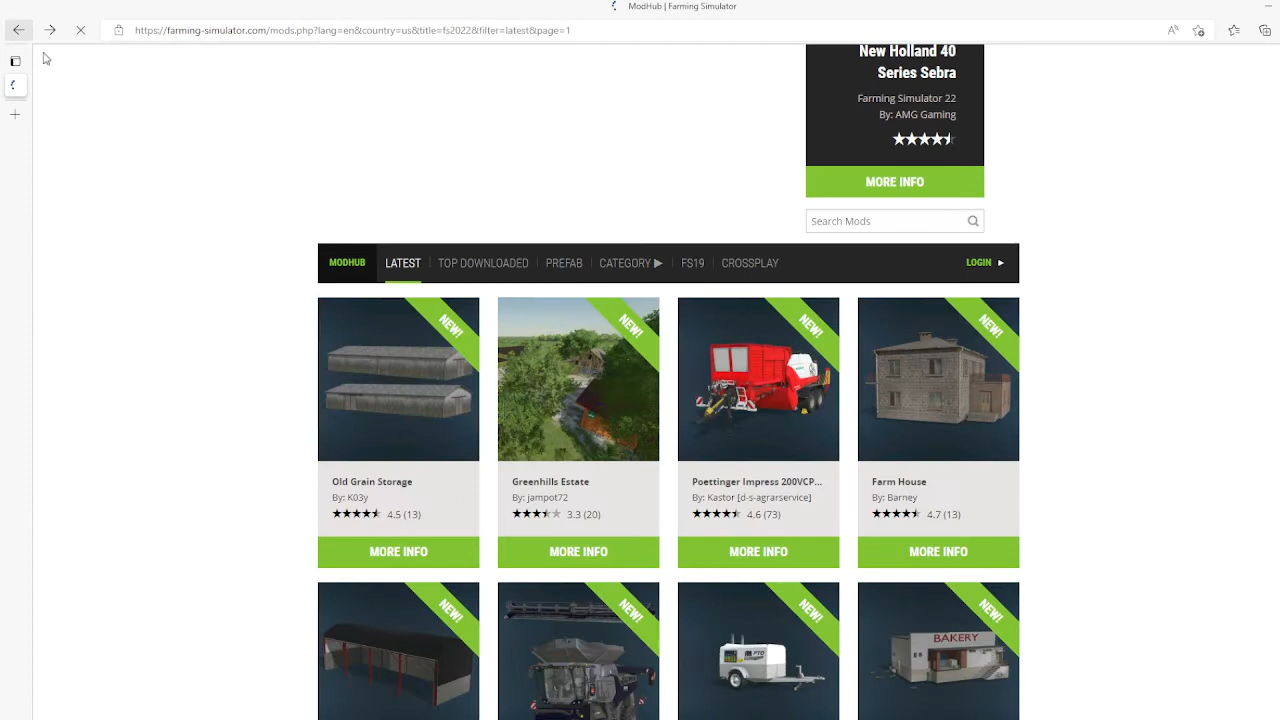 ModHub | Farming Simulator
https://farming-simulator.com/mods.php?lang=en&country=us&title=fs2022&filter=latest&page=1
New Holland 40
Series Sebra
Farming Simulator 22
By: AMG Gaming
MORE INFO
Search Mods
MODHUB LATEST TOP DOWNLOADED PREFAB CATEGORY ▶ FS19 CROSSPLAY LOGIN ▶
NEW! NEW! NEW! NEW!
Old Grain Storage
By: K03y
4.5 (13)
MORE INFO
Greenhills Estate
By: jampot72
3.3 (20)
MORE INFO
Poettinger Impress 200VCP...
By: Kastor [d-s-agrarservice]
4.6 (73)
MORE INFO
Farm House
By: Barney
4.7 (13)
MORE INFO
NEW! NEW! NEW! NEW!
PTO
BAKERY